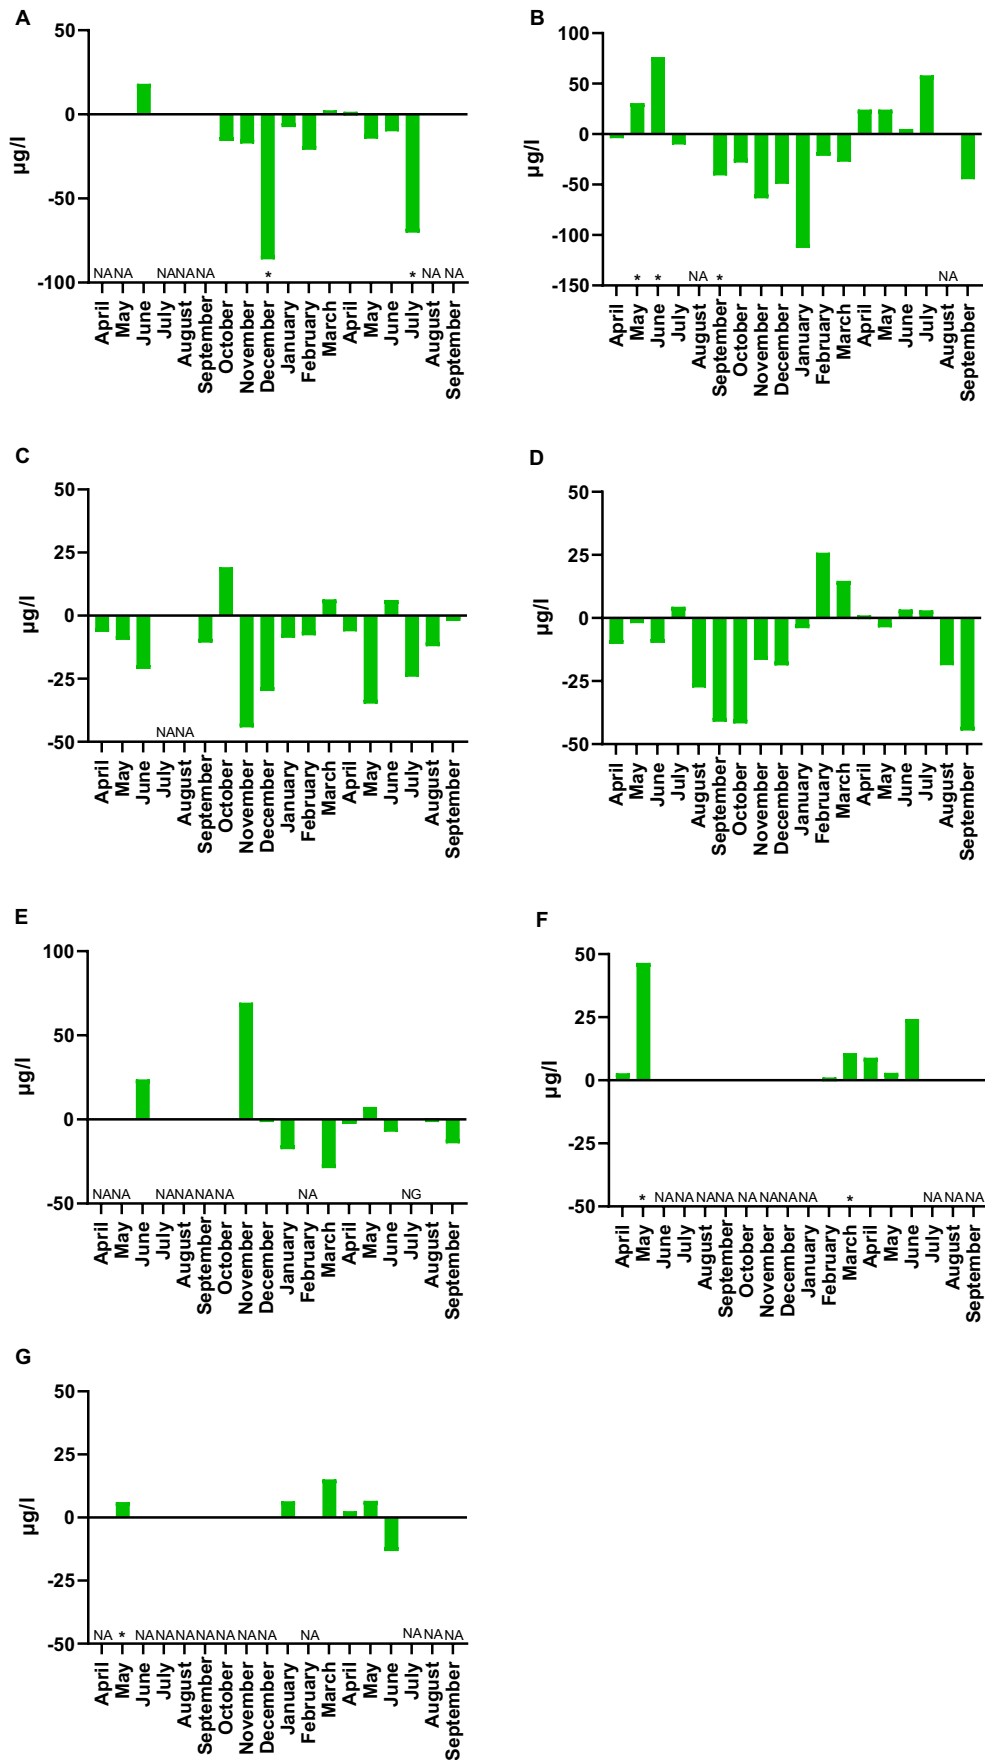 A
50
0
-50
-100
µg/l
NA NA NA NA NA * * NA NA
April May June July August September October November December January February March April May June July August September
B
100
50
0
-50
-100
-150
µg/l
* * NA * NA
April May June July August September October November December January February March April May June July August September
C
50
25
0
-25
-50
µg/l
NA NA
April May June July August September October November December January February March April May June July August September
D
50
25
0
-25
-50
µg/l
April May June July August September October November December January February March April May June July August September
E
100
50
0
-50
µg/l
NA NA NA NA NA NA NA NG
April May June July August September October November December January February March April May June July August September
F
50
25
0
-25
-50
µg/l
* NA NA NA NA NA NA NA NA * NA NA NA
April May June July August September October November December January February March April May June July August September
G
50
25
0
-25
-50
µg/l
NA * NA NA NA NA NA NA NA NA NA NA NA
April May June July August September October November December January February March April May June July August September